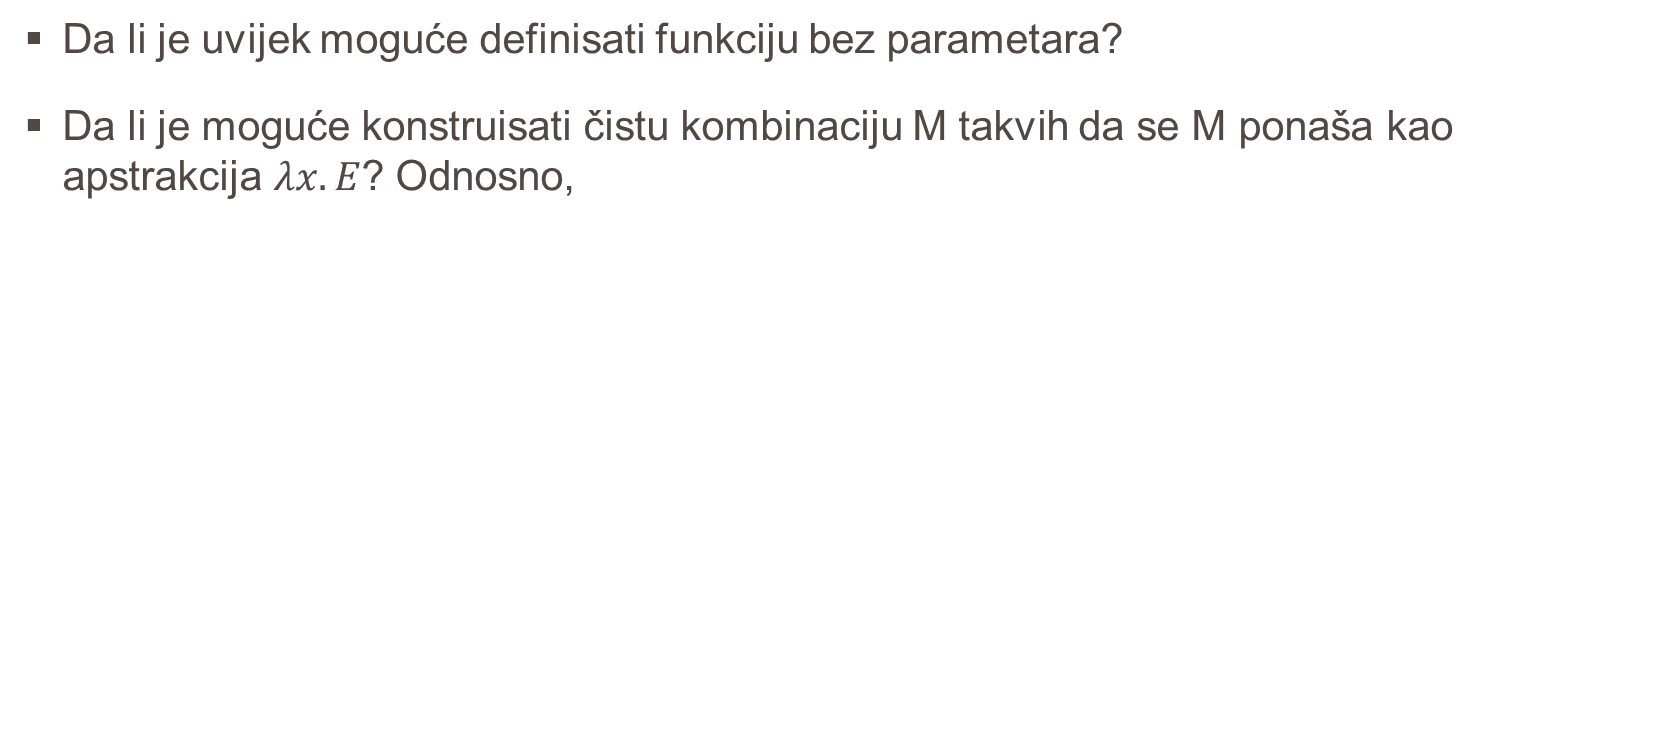 ▪ Da li je uvijek moguće definisati funkciju bez parametara?
▪ Da li je moguće konstruisati čistu kombinaciju M takvih da se M ponaša kao
apstrakcija 𝜆𝑥. 𝐸? Odnosno,